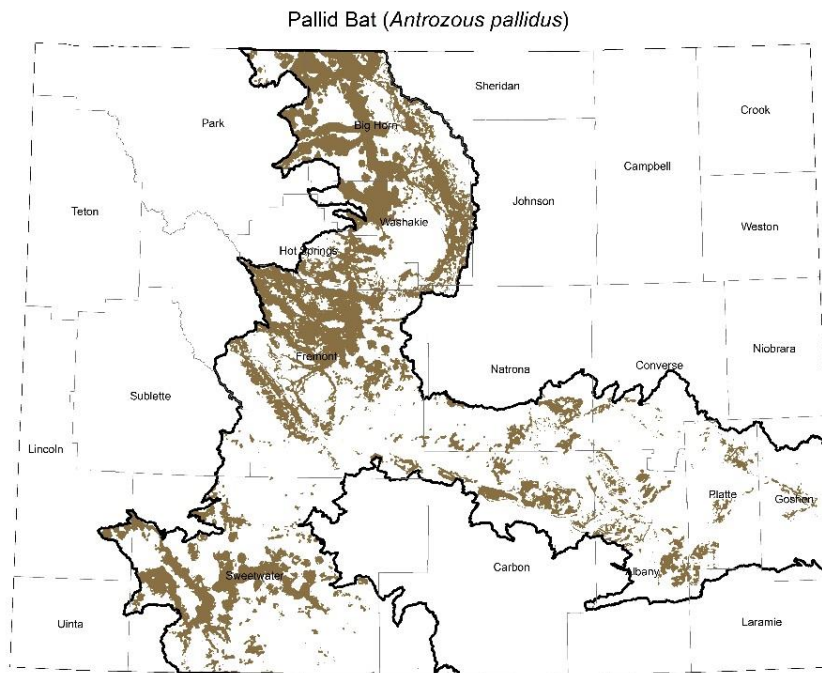 Pallid Bat (Antrozous pallidus)
Sheridan
Crook
Park
Big Horn
Campbell
Teton
Johnson
Washakie
Weston
Hot Springs
Fremont
Natrona
Converse
Niobrara
Sublette
Lincoln
Platte
Goshen
Sweetwater
Carbon
Albany
Uinta
Laramie